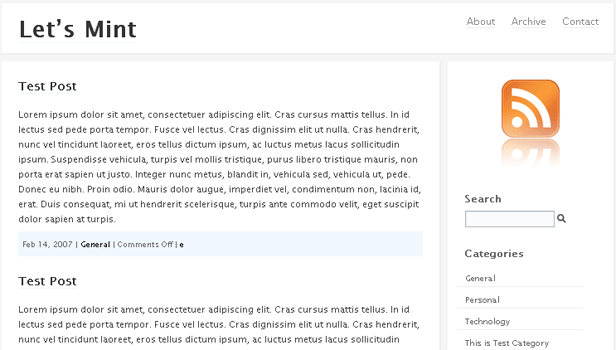 Let's Mint
About Archive Contact
Test Post
Lorem ipsum dolor sit amet, consectetuer adipiscing elit. Cras cursus mattis tellus. In id
lectus sed pede porta tempor. Fusce vel lectus. Cras dignissim elit ut nulla. Cras hendrerit,
nunc vel tincidunt laoreet, eros tellus dictum ipsum, ac luctus metus lacus sollicitudin
ipsum. Suspendisse vehicula, turpis vel mollis tristique, purus libero tristique mauris, non
porta erat sapien ut justo. Integer nunc metus, blandit in, vehicula sed, vehicula ut, pede.
Donec eu nibh. Proin odio. Mauris dolor augue, imperdiet vel, condimentum non, lacinia id,
erat. Duis consequat, mi ut hendrerit scelerisque, turpis ante commodo velit, eget suscipit
dolor sapien at turpis.
Feb 14, 2007 | General | Comments Off | e
Test Post
Lorem ipsum dolor sit amet, consectetuer adipiscing elit. Cras cursus mattis tellus. In id
lectus sed pede porta tempor. Fusce vel lectus. Cras dignissim elit ut nulla. Cras hendrerit,
nunc vel tincidunt laoreet, eros tellus dictum ipsum, ac luctus metus lacus sollicitudin
Search
Categories
General
Personal
Technology
This is Test Category